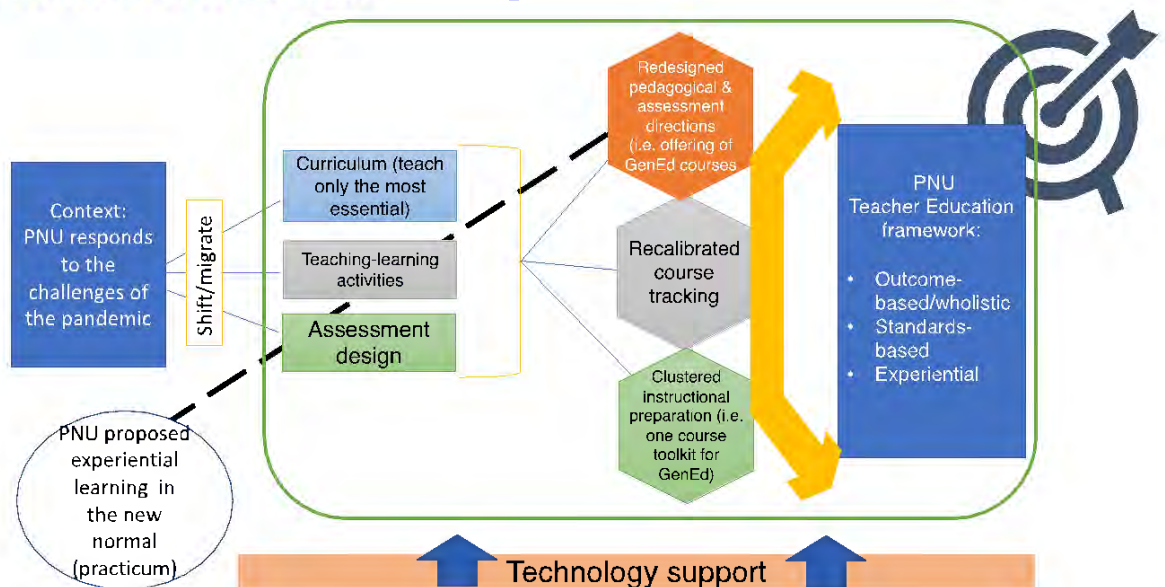 Context:
PNU responds
to the
challenges of
the pandemic
Shift/migrate
Curriculum (teach
only the most
essential)
Teaching-learning
activities
Assessment
design
Redesigned
pedagogical &
assessment
directions
(i.e. offering of
GenEd courses
Recalibrated
course
tracking
Clustered
instructional
preparation (i.e.
one course
toolkit for
GenEd)
PNU
Teacher Education
framework:
• Outcome-
based/wholistic
• Standards-
based
• Experiential
PNU proposed
experiential
learning in
the new
normal
(practicum)
Technology support